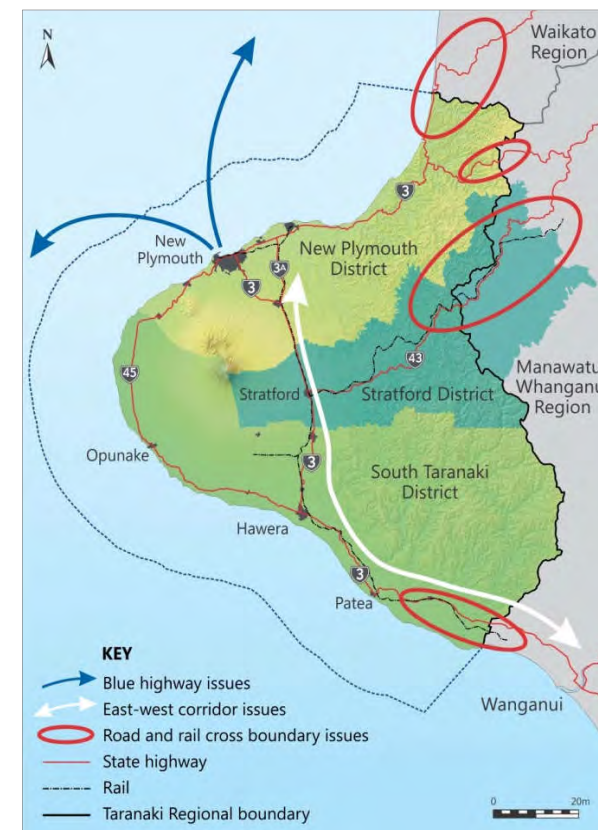 N
Waikato
Region
3
New
Plymouth
3A
3
New Plymouth
District
45
43
Manawatu
Whanganui
Region
Stratford
Stratford District
Opunake
3
South Taranaki
District
Hawera
3
Patea
Wanganui
KEY
Blue highway issues
East-west corridor issues
Road and rail cross boundary issues
State highway
Rail
Taranaki Regional boundary
0 20m